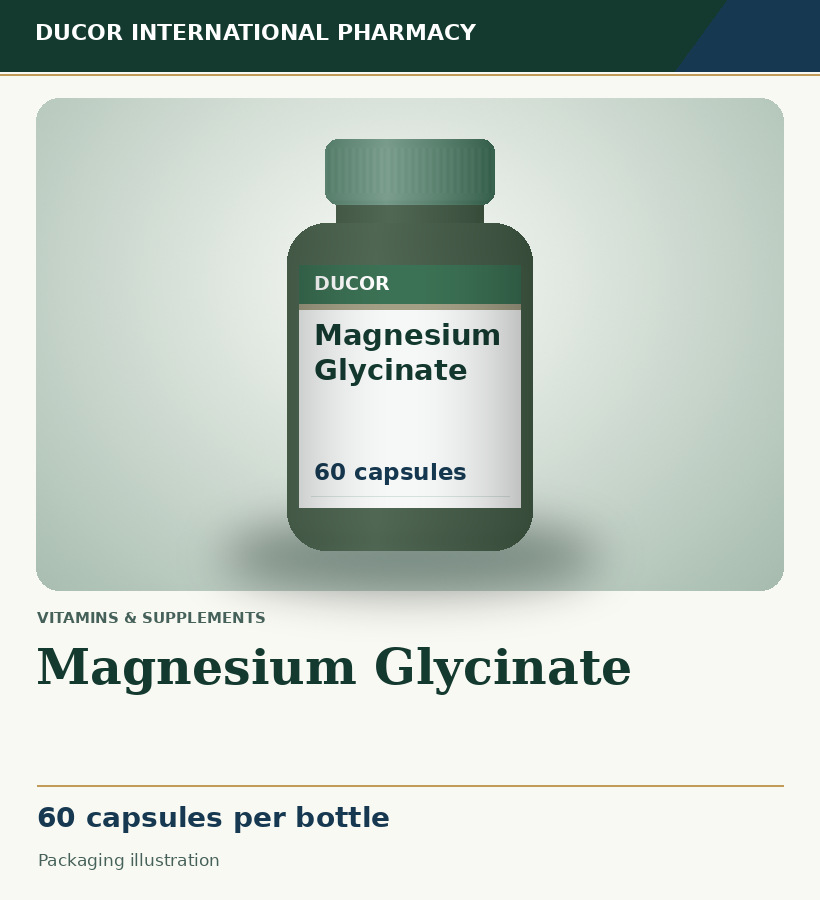 DUCOR INTERNATIONAL PHARMACY
DUCOR
Magnesium
Glycinate
60 capsules
VITAMINS & SUPPLEMENTS
Magnesium Glycinate
60 capsules per bottle
Packaging illustration